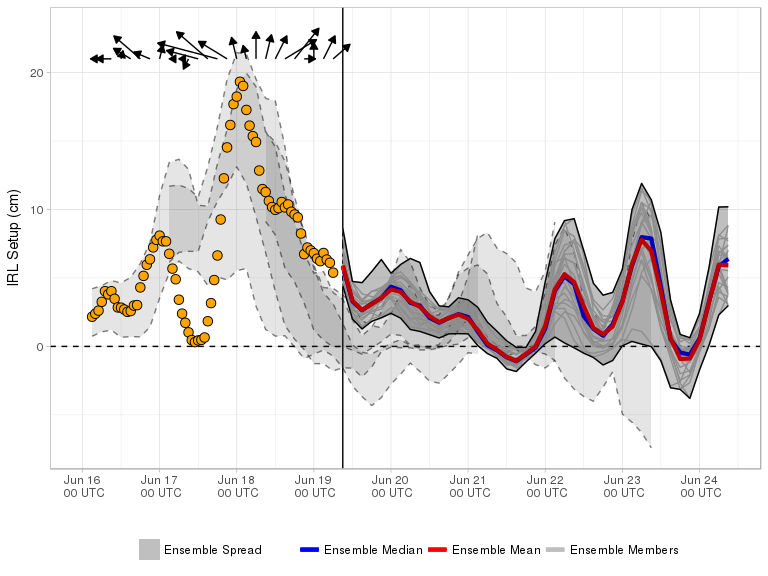 IRL Setup (cm)
20
10
0
Jun 16 Jun 17 Jun 18 Jun 19 Jun 20 Jun 21 Jun 22 Jun 23 Jun 24
00 UTC 00 UTC 00 UTC 00 UTC 00 UTC 00 UTC 00 UTC 00 UTC 00 UTC
Ensemble Spread Ensemble Median Ensemble Mean Ensemble Members